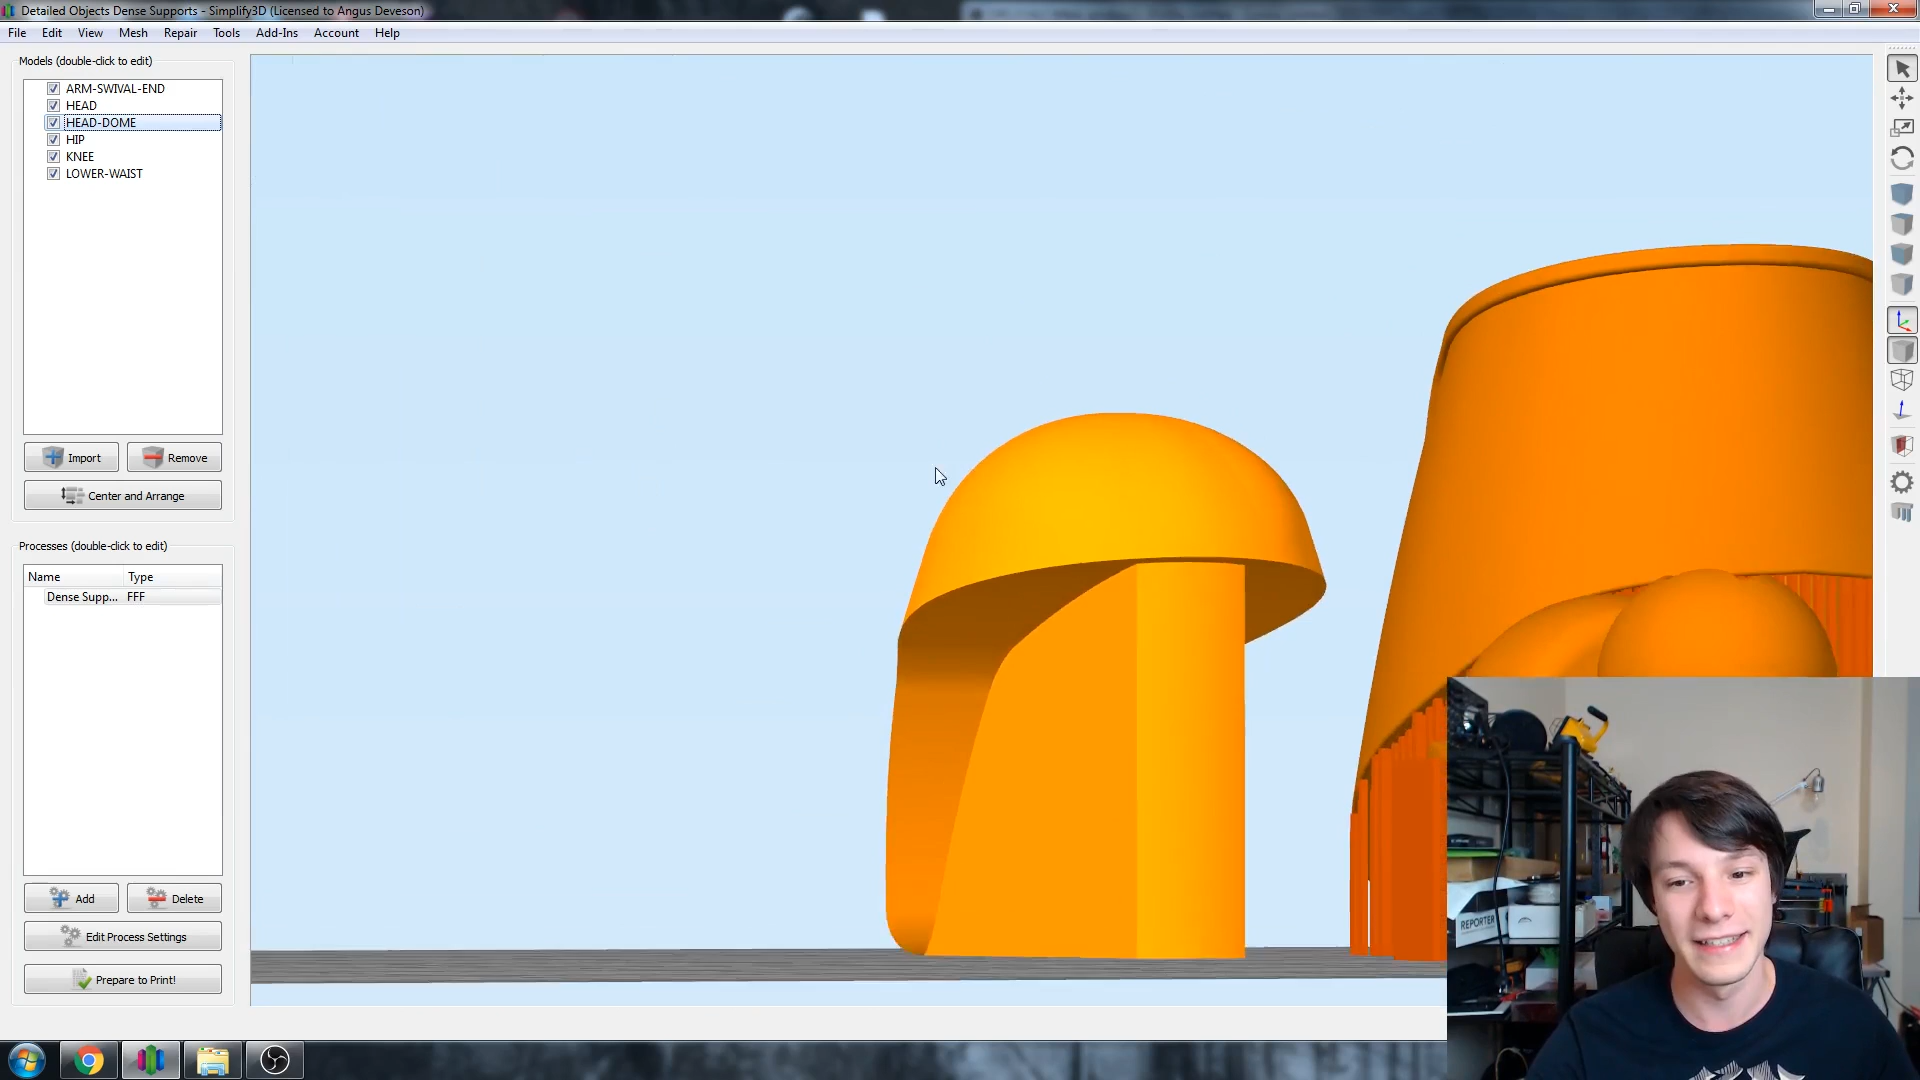 Detailed Objects Dense Supports - Simplify3D (Licensed to Angus Deveson)
File Edit View Mesh Repair Tools Add-Ins Account Help
Models (double-click to edit)
ARM-SWIVAL-END
HEAD
HEAD-DOME
HIP
KNEE
LOWER-WAIST
Import Remove
Center and Arrange
Processes (double-click to edit)
Name Type
Dense Supp... FFF
Add Delete
Edit Process Settings
Prepare to Print!
REPORTER